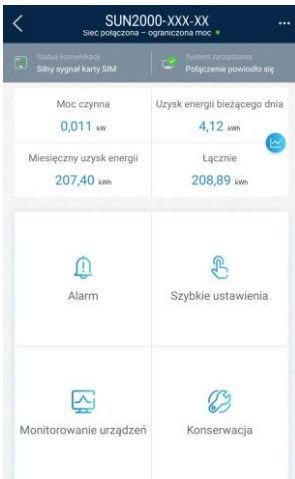 SUN2000-XXX-XX
Siec połączona – ograniczona moc
Status komunikacji
Silny sygnał karty SIM
System zarządzania
Połączenie powiodło się
Moc czynna
0,011 kW
Uzysk energii bieżącego dnia
4,12 kWh
Miesięczny uzysk energii
207,40 kWh
Łącznie
208,89 kWh
Alarm
Szybkie ustawienia
Monitorowanie urządzeń
Konserwacja